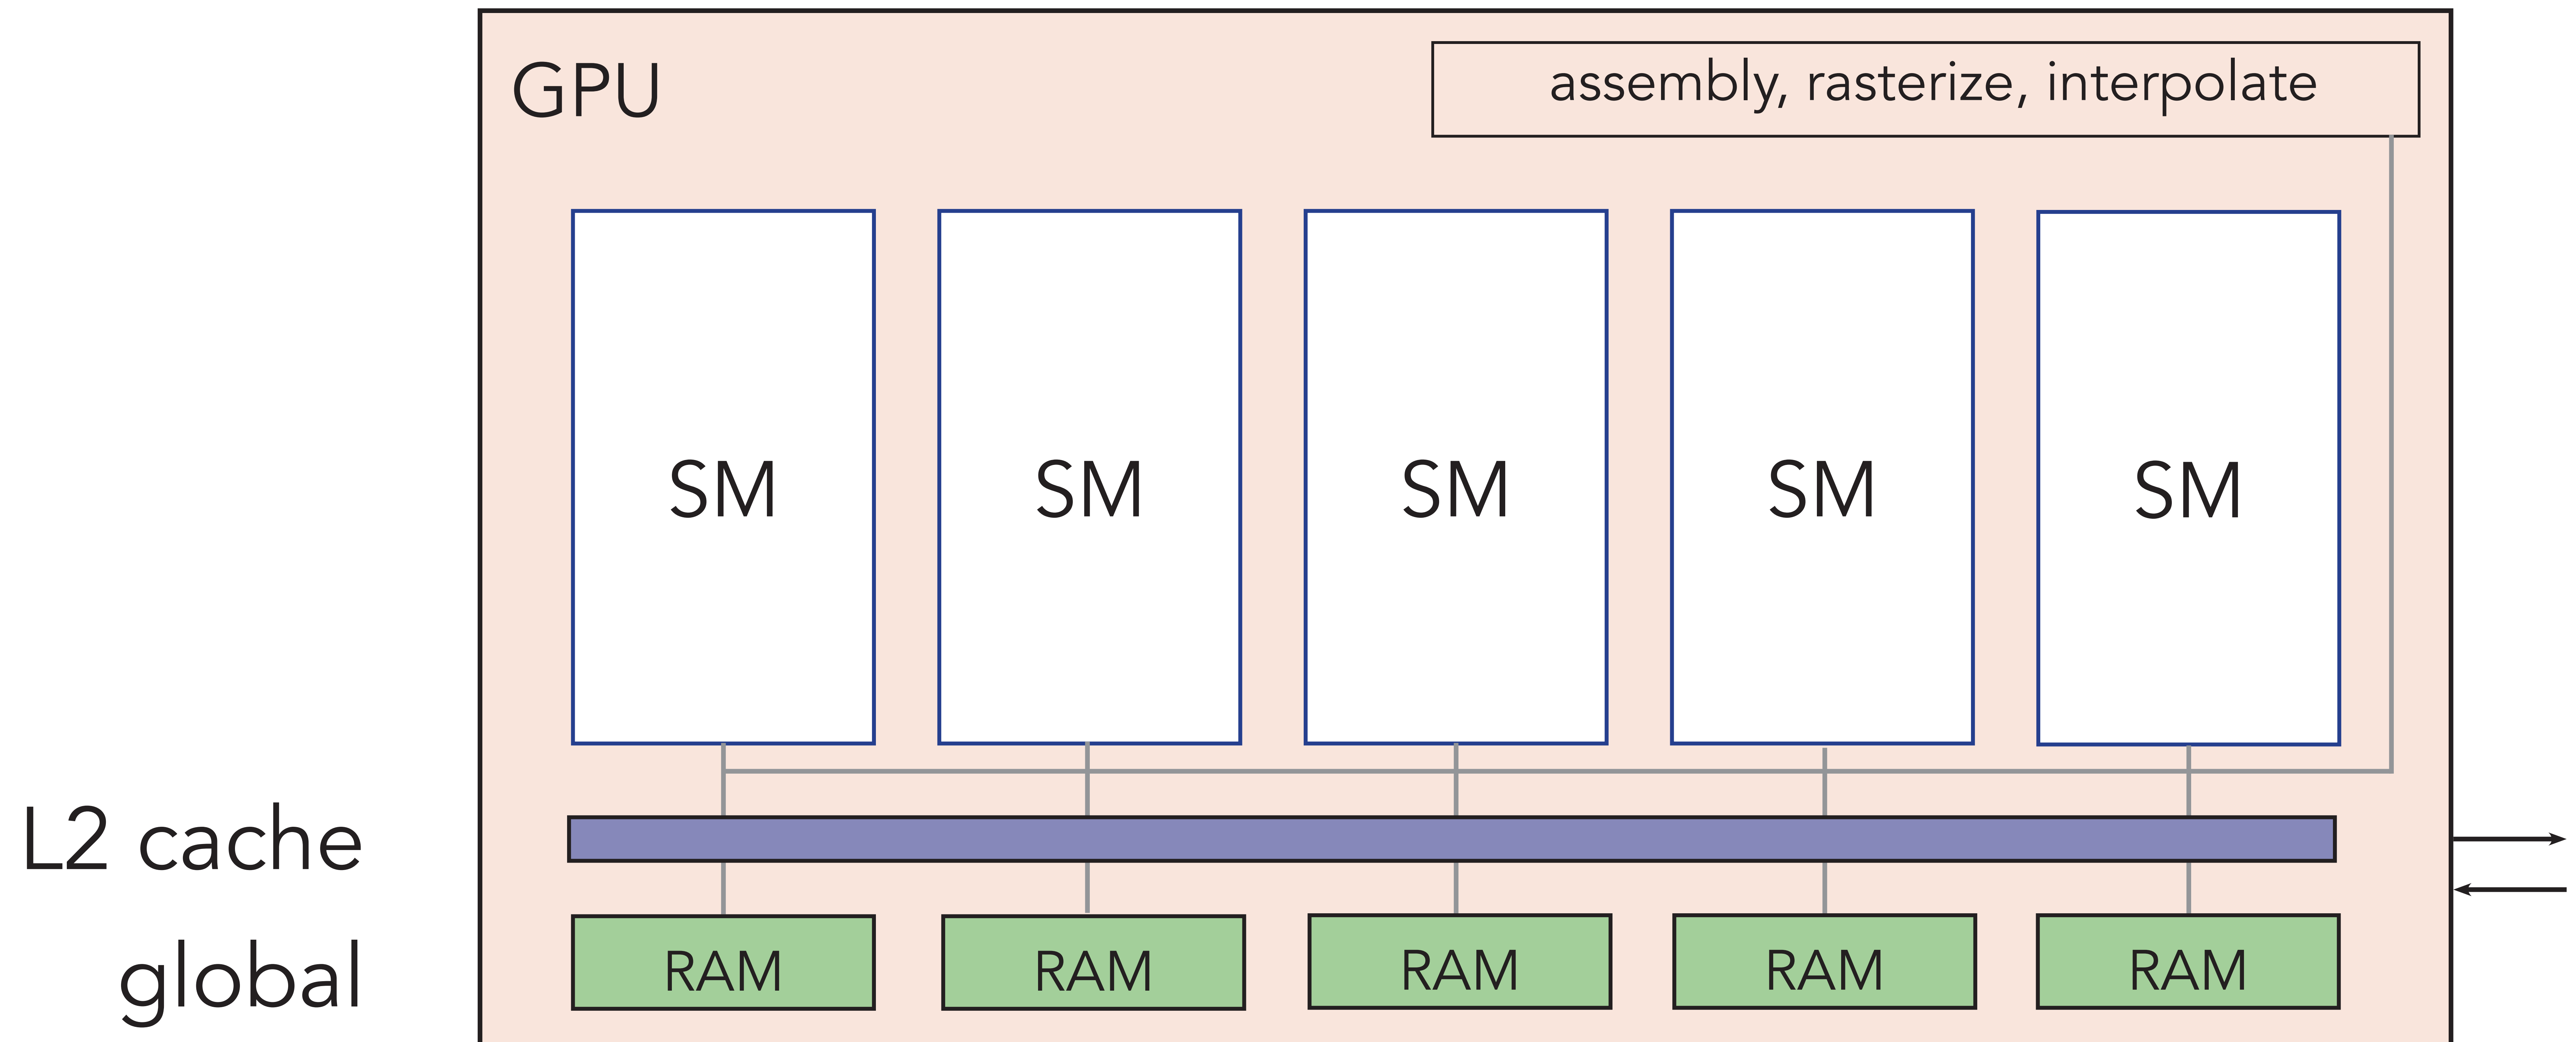 GPU
assembly, rasterize, interpolate
SM
SM
SM
SM
SM
L2 cache
global
RAM
RAM
RAM
RAM
RAM